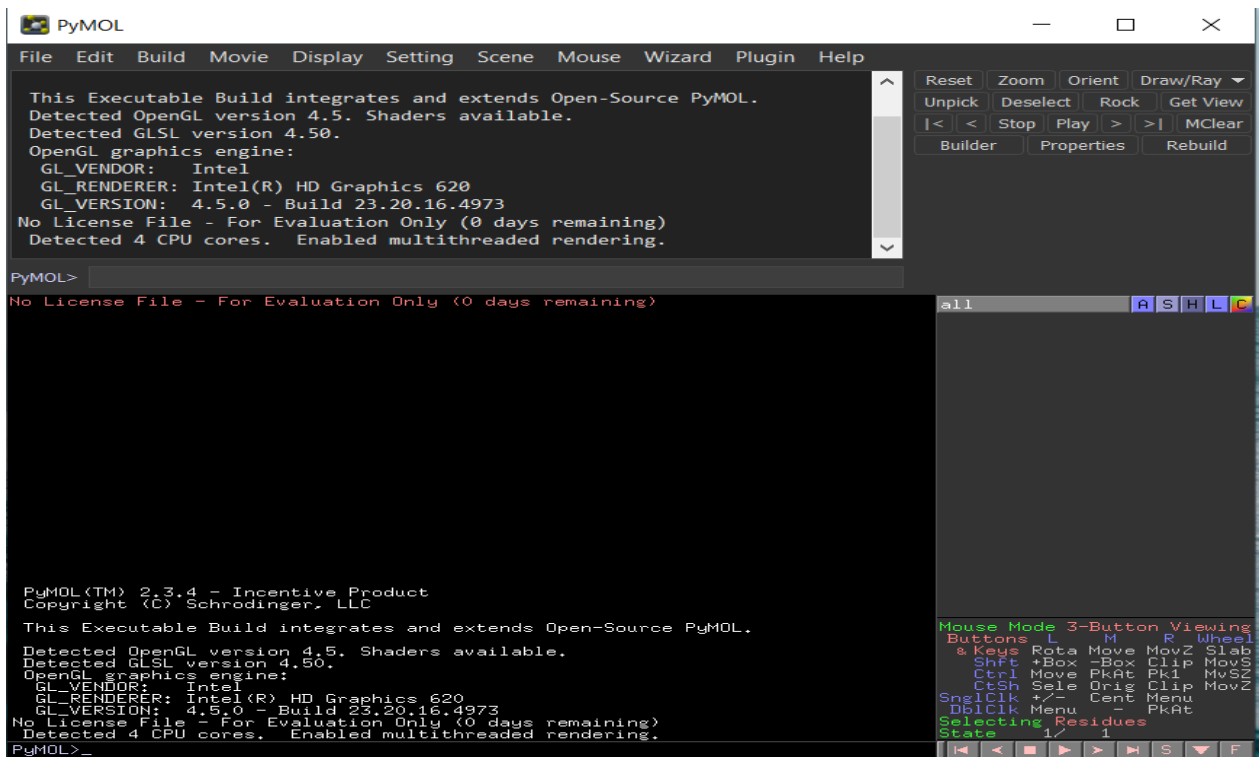 PyMOL
File Edit Build Movie Display Setting Scene Mouse Wizard Plugin Help
This Executable Build integrates and extends Open-Source PyMOL.
Detected OpenGL version 4.5. Shaders available.
Detected GLSL version 4.50.
OpenGL graphics engine:
GL_VENDOR: Intel
GL_RENDERER: Intel(R) HD Graphics 620
GL_VERSION: 4.5.0 - Build 23.20.16.4973
No License File - For Evaluation Only (0 days remaining)
Detected 4 CPU cores. Enabled multithreaded rendering.
PyMOL>
Reset Zoom Orient Draw/Ray
Unpick Deselect Rock Get View
|< < Stop Play > >| MClear
Builder Properties Rebuild
No License File - For Evaluation Only (0 days remaining)
all A S H L C
PyMOL(TM) 2.3.4 - Incentive Product
Copyright (C) Schrodinger, LLC
This Executable Build integrates and extends Open-Source PyMOL.
Detected OpenGL version 4.5. Shaders available.
Detected GLSL version 4.50.
OpenGL graphics engine:
GL_VENDOR: Intel
GL_RENDERER: Intel(R) HD Graphics 620
GL_VERSION: 4.5.0 - Build 23.20.16.4973
No License File - For Evaluation Only (0 days remaining)
Detected 4 CPU cores. Enabled multithreaded rendering.
PyMOL>_
Mouse Mode 3-Button Viewing
Buttons L M R Wheel
& Keys Rota Move MovZ Slab
Shft +Box -Box Clip MovS
Ctrl Move PkAt Pk1 MvSZ
CtSh Sele Orig Clip MovZ
SnglClk +/- Cent Menu
DblClk Menu - PkAt
Selecting Residues
State 1/ 1
S F